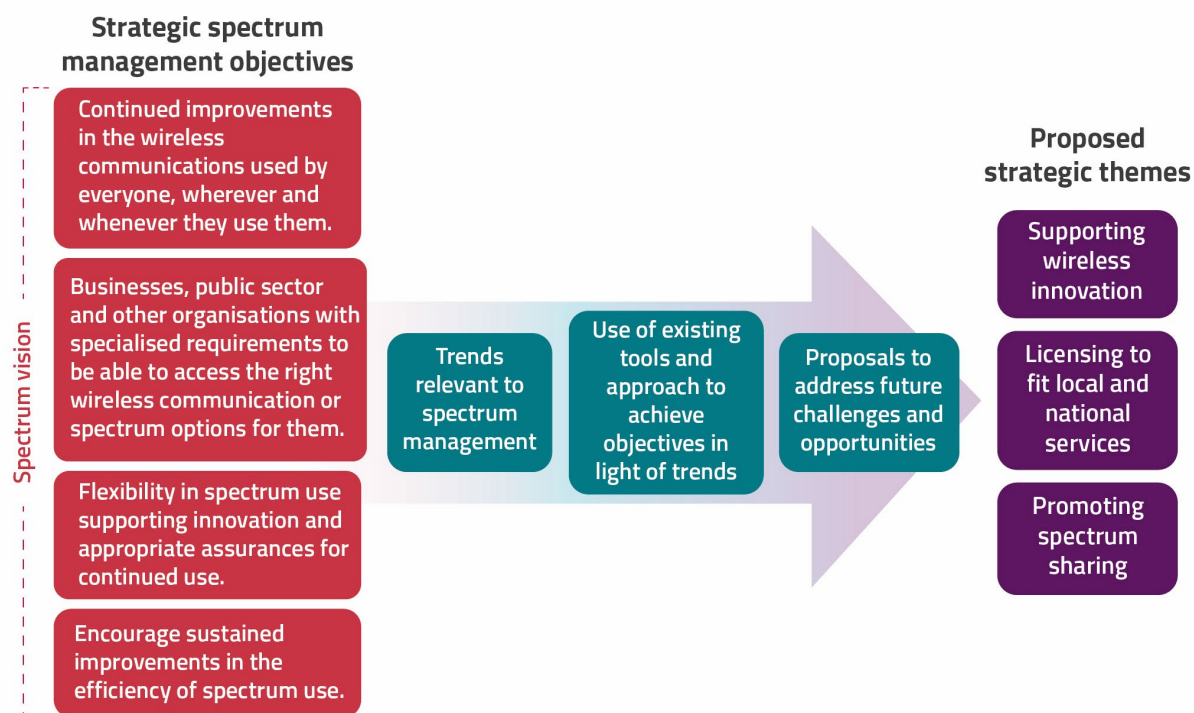 Strategic spectrum
management objectives
Spectrum vision
Continued improvements
in the wireless
communications used by
everyone, wherever and
whenever they use them.
Businesses, public sector
and other organisations with
specialised requirements to
be able to access the right
wireless communication or
spectrum options for them.
Flexibility in spectrum use
supporting innovation and
appropriate assurances for
continued use.
Encourage sustained
improvements in the
efficiency of spectrum use.
Trends
relevant to
spectrum
management
Use of existing
tools and
approach to
achieve
objectives in
light of trends
Proposals to
address future
challenges and
opportunities
Proposed
strategic themes
Supporting
wireless
innovation
Licensing to
fit local and
national
services
Promoting
spectrum
sharing